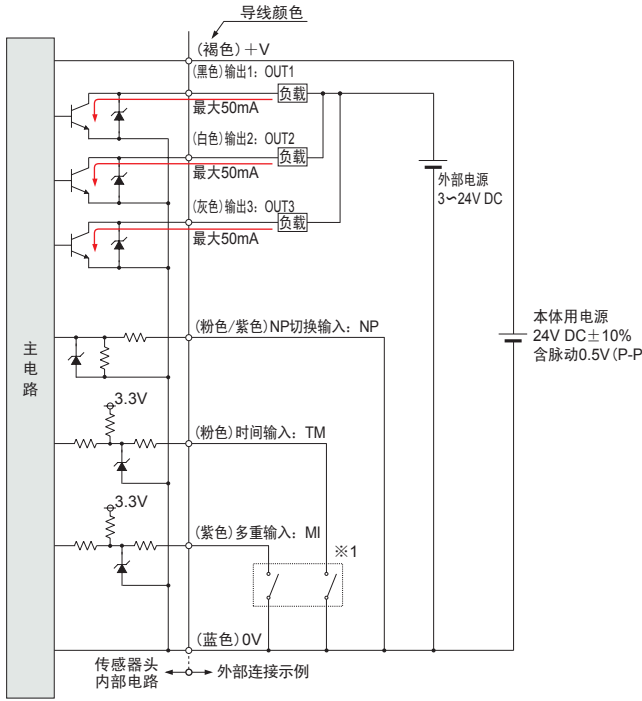 导线颜色
(褐色)＋V
(黑色)输出1：OUT1
负载
最大50mA
(白色)输出2：OUT2
负载
最大50mA
外部电源
3∽24V DC
(灰色)输出3：OUT3
负载
最大50mA
(粉色/紫色)NP切换输入：NP
本体用电源
24V DC±10%
含脉动0.5V(P-P
主电路
3.3V
(粉色)时间输入：TM
3.3V
(紫色)多重输入：MI
※1
(蓝色)0V
传感器头
内部电路
外部连接示例